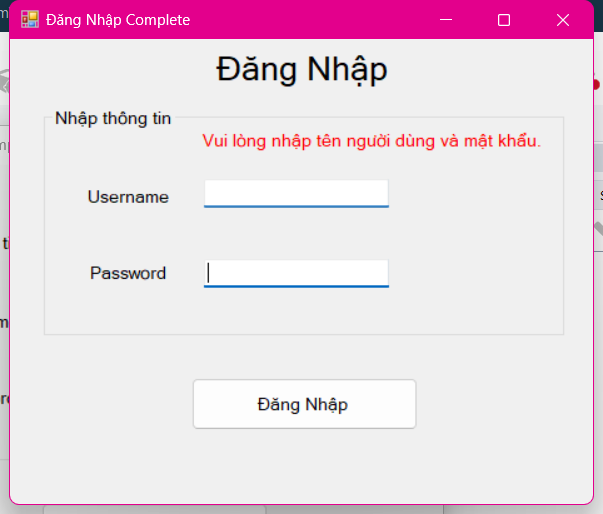 Đăng Nhập Complete
Đăng Nhập
Nhập thông tin
Vui lòng nhập tên người dùng và mật khẩu.
Username
Password
Đăng Nhập